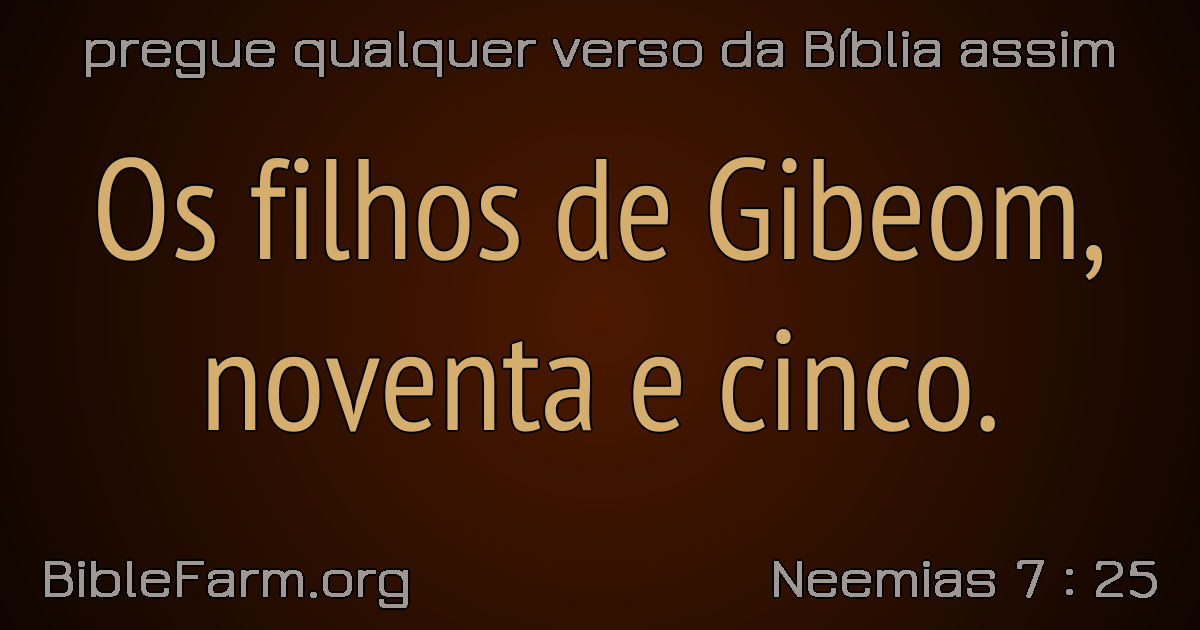 pregue qualquer verso da Bíblia assim
Os filhos de Gibeom,
noventa e cinco.
BibleFarm.org
Neemias 7 : 25